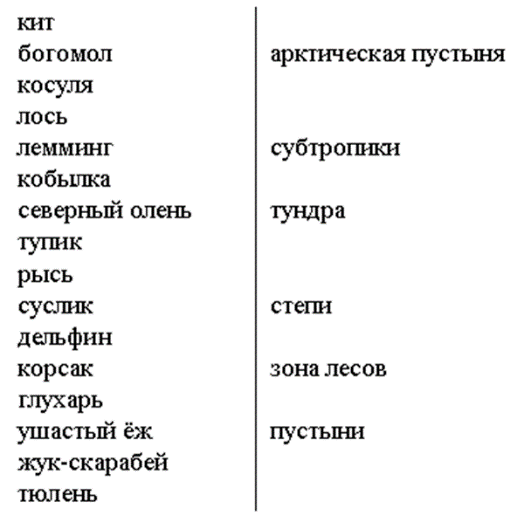 кит
богомол арктическая пустыня
косуля
лось
лемминг субтропики
кобылка
северный олень тундра
тупик
рысь
суслик степи
дельфин
корсак зона лесов
глухарь
ушастый ёж пустыни
жук-скарабей
тюлень